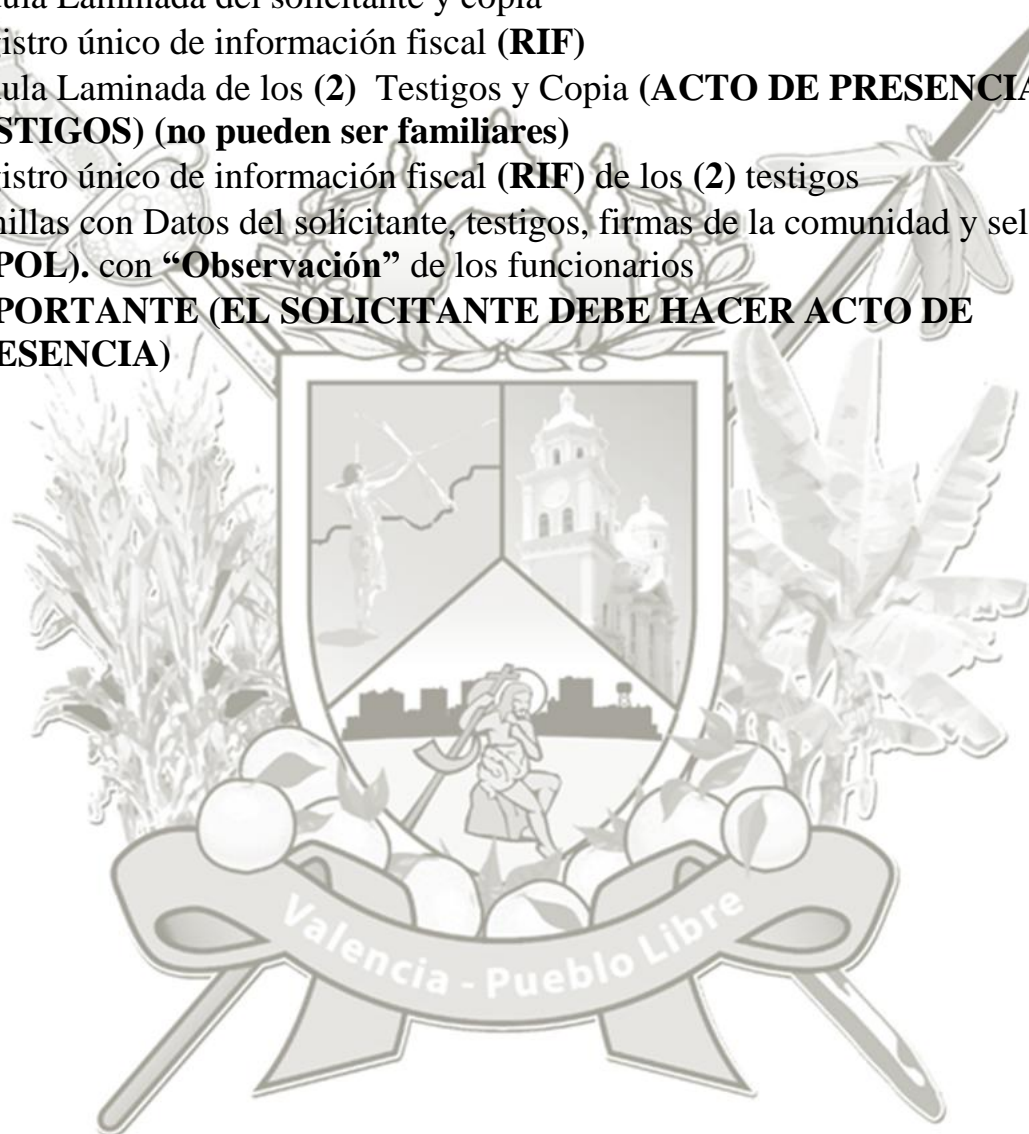 ula Laminada del solicitante y copia
istro único de información fiscal (RIF)
ula Laminada de los (2) Testigos y Copia (ACTO DE PRESENCIA
STIGOS) (no pueden ser familiares)
istro único de información fiscal (RIF) de los (2) testigos
nillas con Datos del solicitante, testigos, firmas de la comunidad y sel
POL). con “Observación” de los funcionarios
PORTANTE (EL SOLICITANTE DEBE HACER ACTO DE
ESENCIA)
Valencia - Pueblo Libre